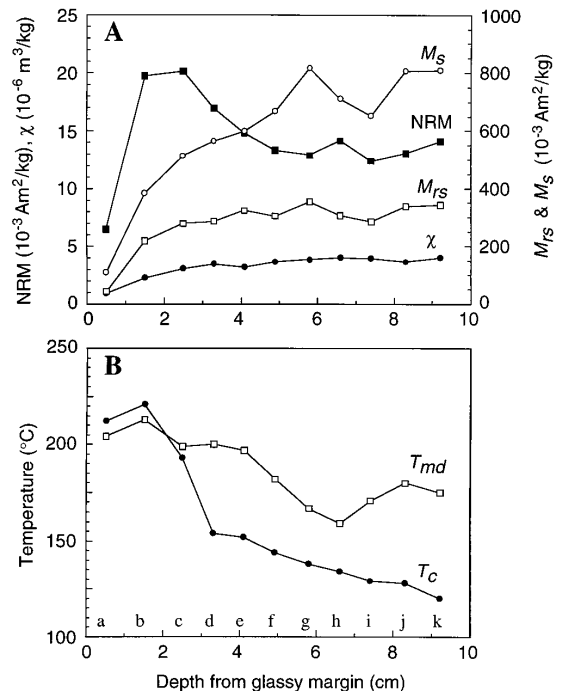 A
25
20
15
10
5
0
NRM (10⁻³ Am²/kg), χ (10⁻⁶ m³/kg)
1000
800
600
400
200
0
Mrs & Ms (10⁻³ Am²/kg)
Ms
NRM
Mrs
χ
0 2 4 6 8 10
B
250
200
150
100
Temperature (°C)
Tmd
Tc
a b c d e f g h i j k
0 2 4 6 8 10
Depth from glassy margin (cm)